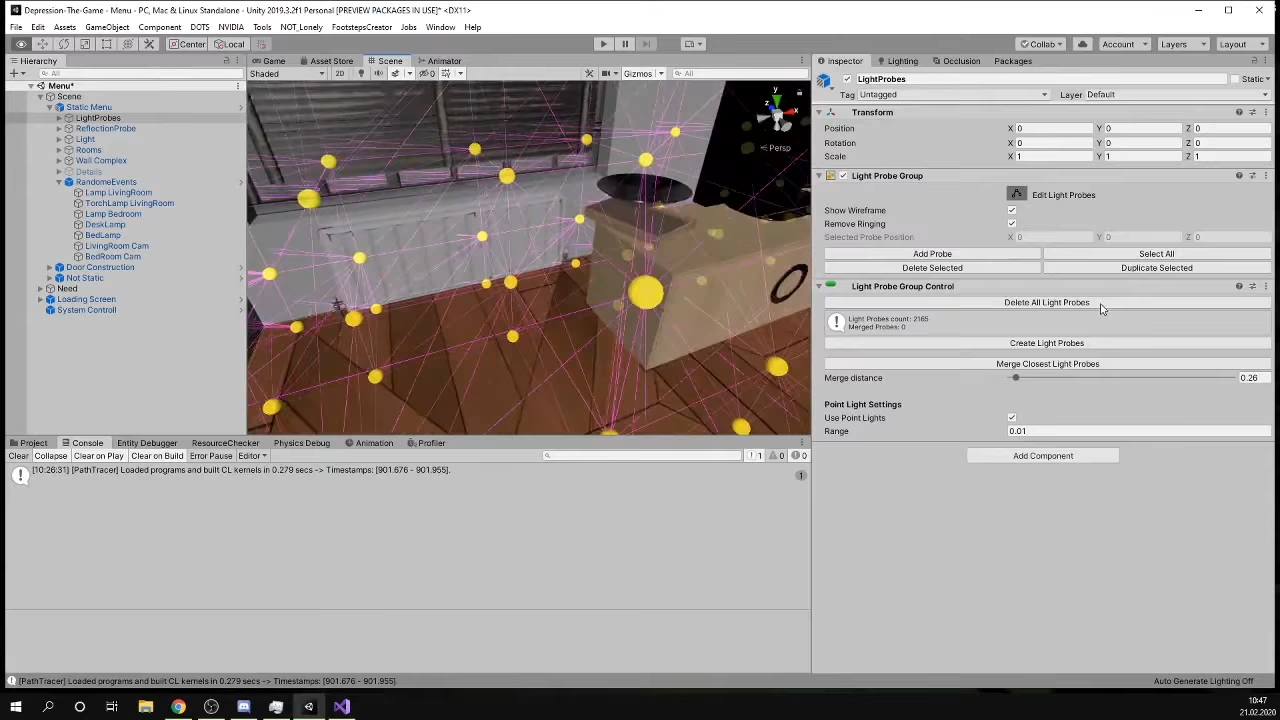 Depression-The-Game - Menu - PC, Mac & Linux Standalone - Unity 2019.3.2f1 Personal [PREVIEW PACKAGES IN USE]* <DX11>
File Edit Assets GameObject Component DOTS NVIDIA Tools NOT_Lonely FootstepsCreator Jobs Window Help
Center Local Collab Account Layers Layout
Hierarchy Game Asset Store Scene Animator Inspector Lighting Occlusion Packages
All Shaded 2D 0 Gizmos All LightProbes Static
Menu* Tag Untagged Layer Default
Scene
Static Menu Transform
LightProbes
ReflectionProbe Position X 0 Y 0 Z 0
Light Rotation X 0 Y 0 Z 0
Rooms Persp Scale X 1 Y 1 Z 1
Wall Complex
Details Light Probe Group
RandomeEvents
Lamp LivingRoom Edit Light Probes
TorchLamp LivingRoom Show Wireframe
Lamp Bedroom Remove Ringing
DeskLamp Selected Probe Position X 0 Y 0 Z 0
BedLamp
LivingRoom Cam Add Probe Select All
BedRoom Cam
Door Construction Delete Selected Duplicate Selected
Not Static
Need Light Probe Group Control
Loading Screen Delete All Light Probes
System Controll
Light Probes count: 2165
Merged Probes: 0
Create Light Probes
Merge Closest Light Probes
Merge distance 0.26
Point Light Settings
Use Point Lights
Range 0.01
Project Console Entity Debugger ResourceChecker Physics Debug Animation Profiler
Clear Collapse Clear on Play Clear on Build Error Pause Editor 1 0 0
Add Component
[10:26:31] [PathTracer] Loaded programs and built CL kernels in 0.279 secs -> Timestamps: [901.676 - 901.955].
1
[PathTracer] Loaded programs and built CL kernels in 0.279 secs -> Timestamps: [901.676 - 901.955].
Auto Generate Lighting Off
10:47
21.02.2020